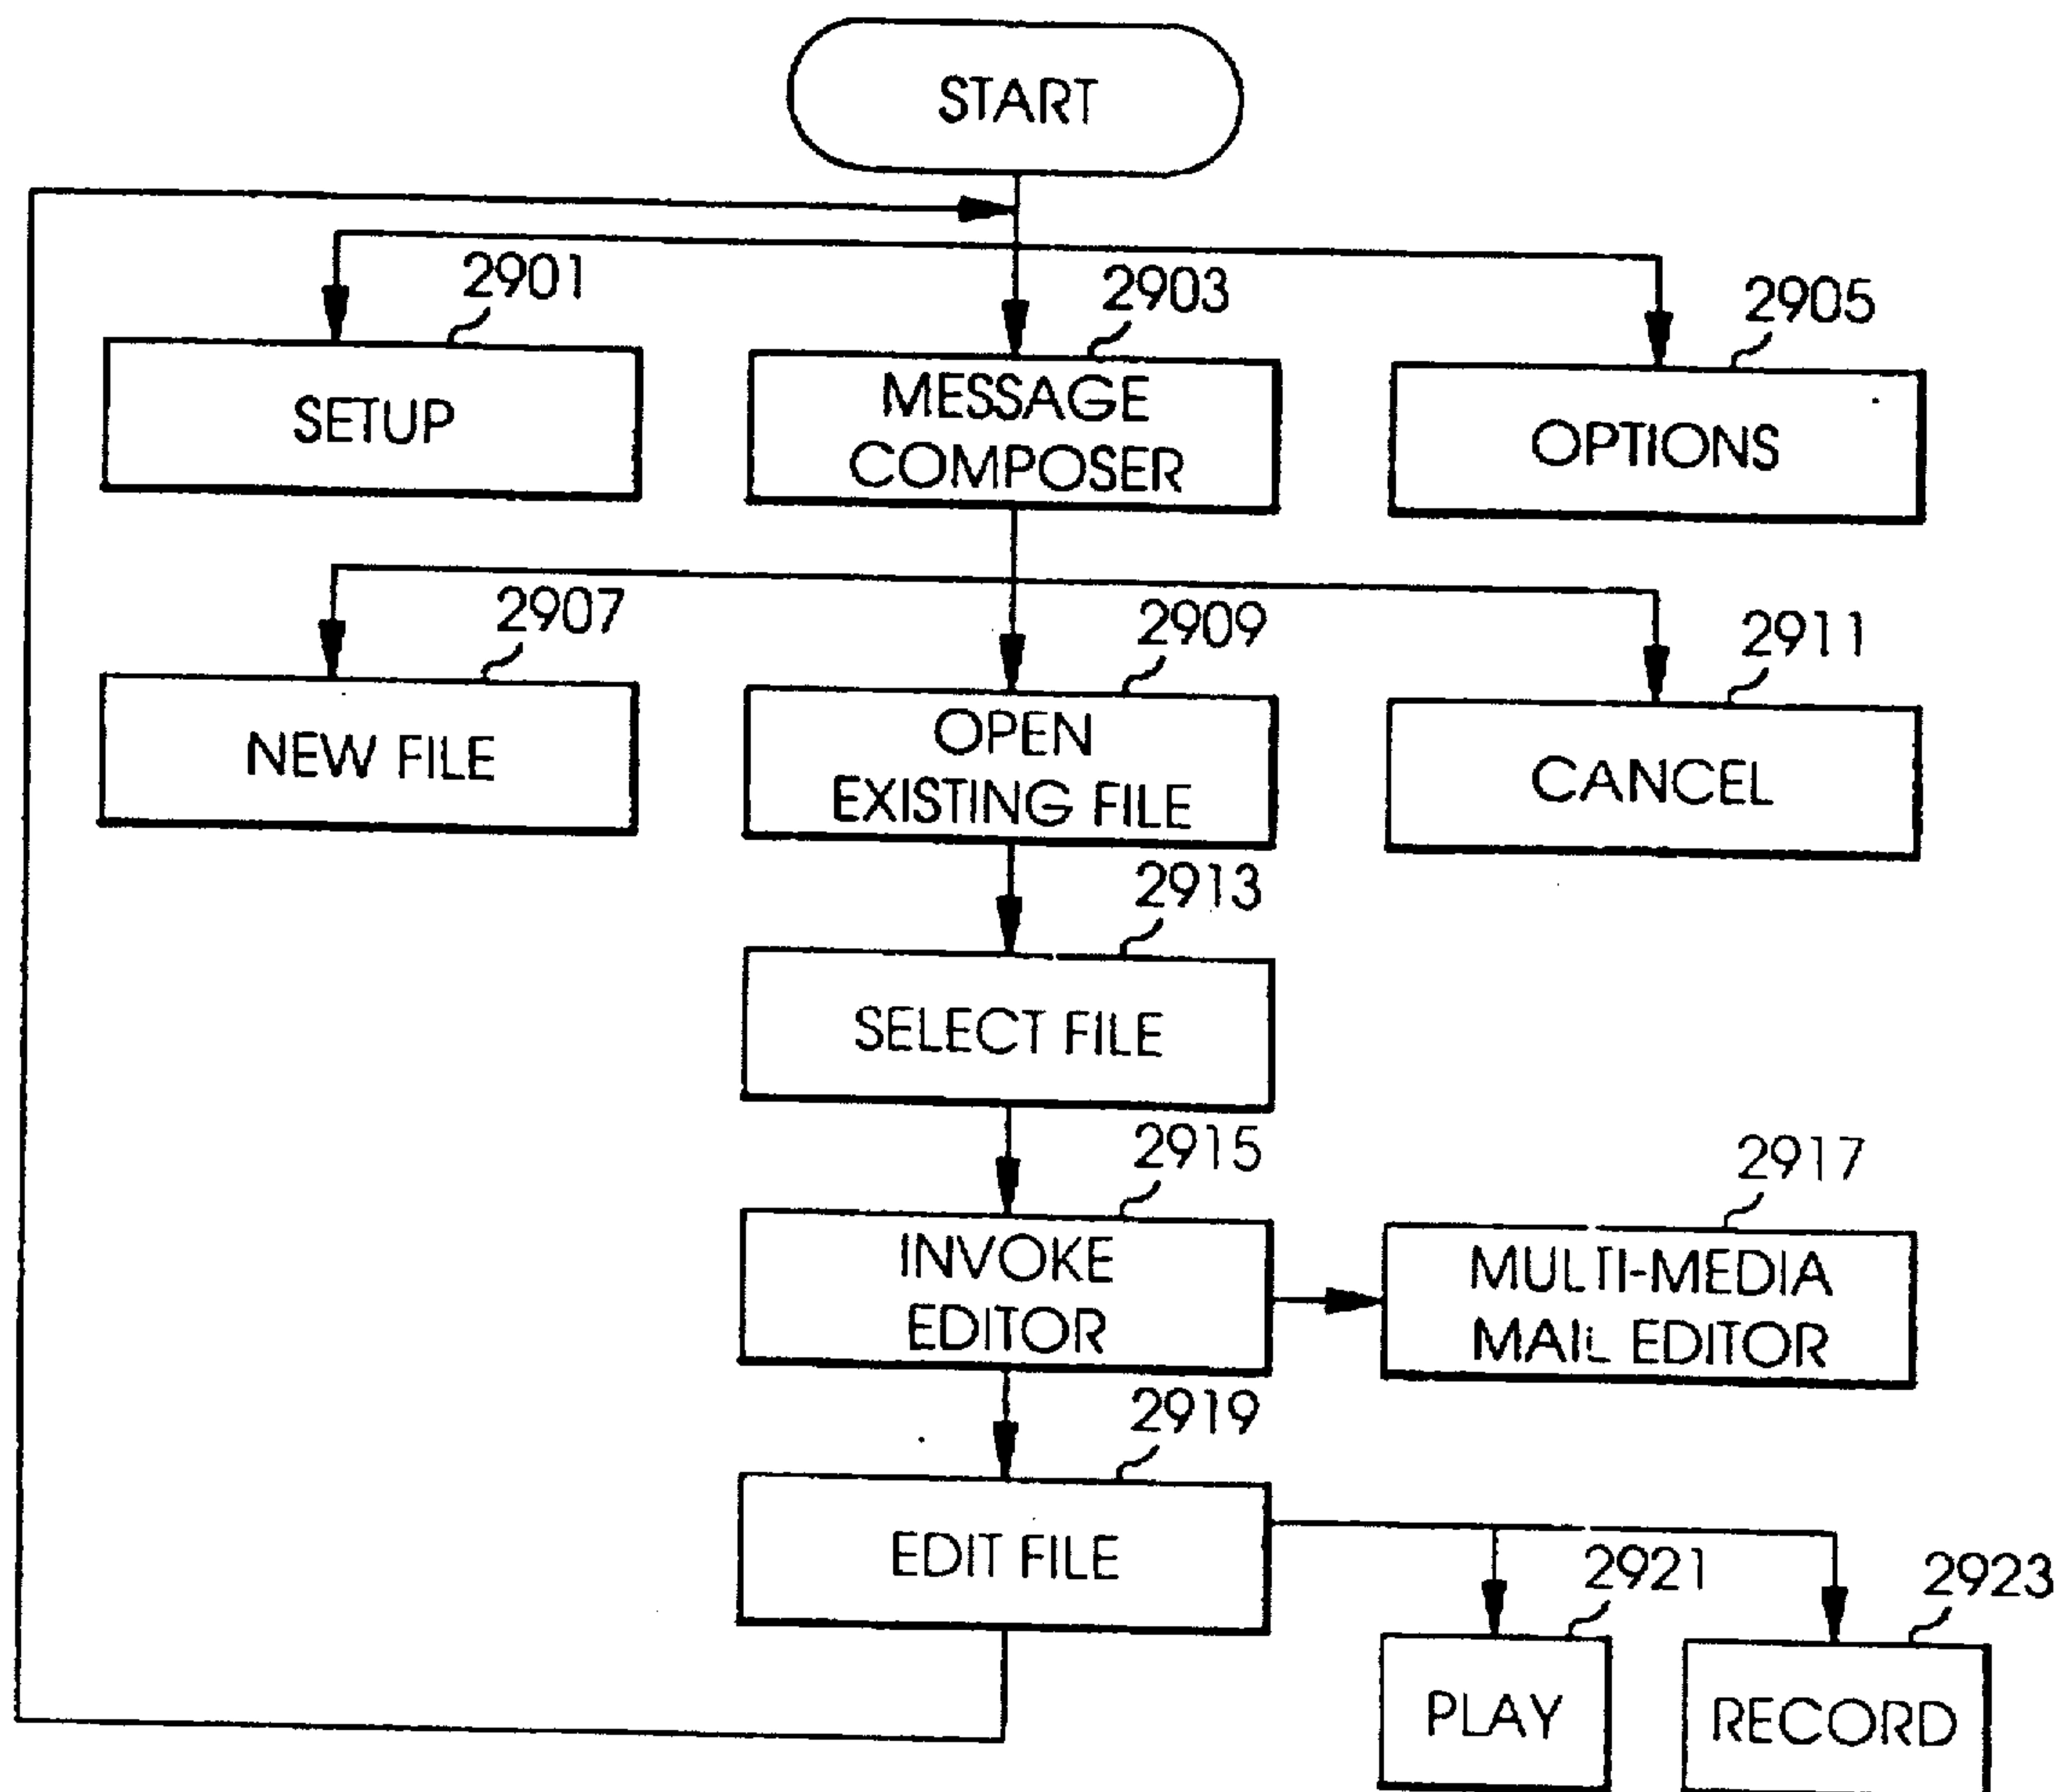 START
2901
2903
2905
SETUP
MESSAGE
COMPOSER
OPTIONS
2907
2909
2911
NEW FILE
OPEN
EXISTING FILE
CANCEL
2913
SELECT FILE
2915
2917
INVOKE
EDITOR
MULTI-MEDIA
MAIL EDITOR
2919
EDIT FILE
2921
2923
PLAY
RECORD